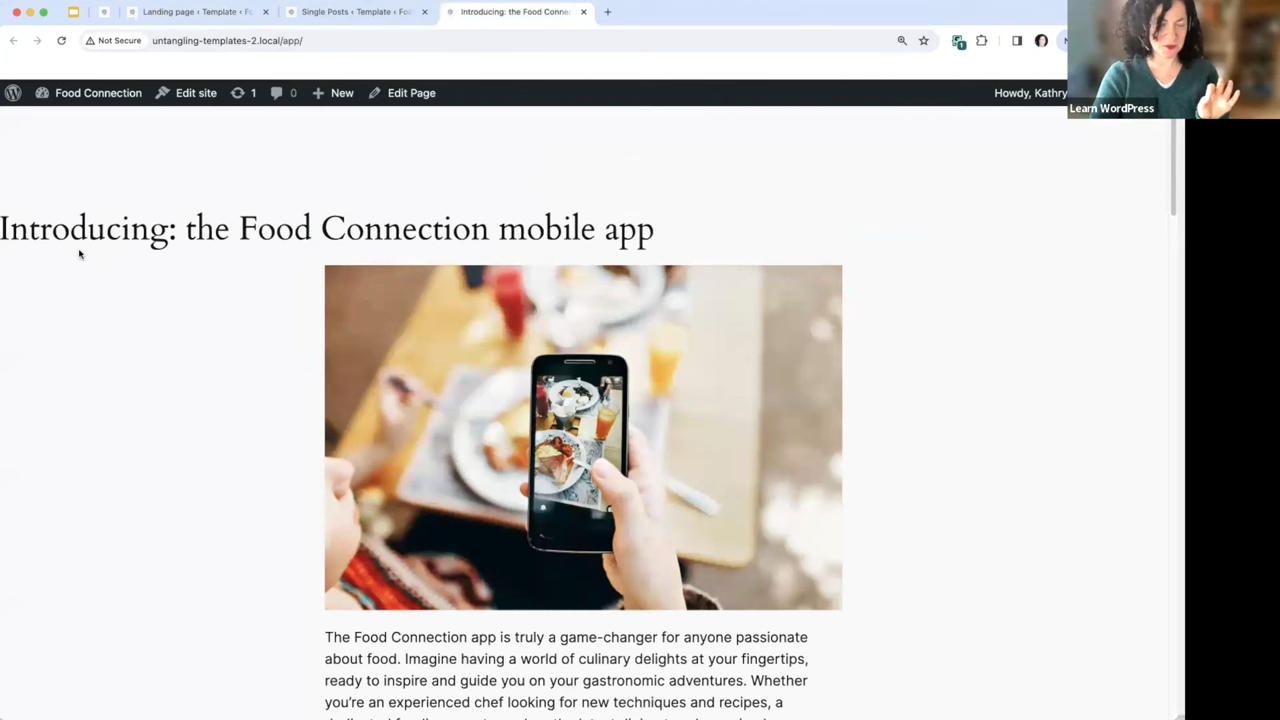 Landing page ‹ Template ‹ Fo
Single Posts ‹ Template ‹ Foo
Introducing: the Food Connec
Not Secure
untangling-templates-2.local/app/
Food Connection
Edit site
1
0
New
Edit Page
Howdy, Kathry
Learn WordPress
Introducing: the Food Connection mobile app
The Food Connection app is truly a game-changer for anyone passionate
about food. Imagine having a world of culinary delights at your fingertips,
ready to inspire and guide you on your gastronomic adventures. Whether
you're an experienced chef looking for new techniques and recipes, a